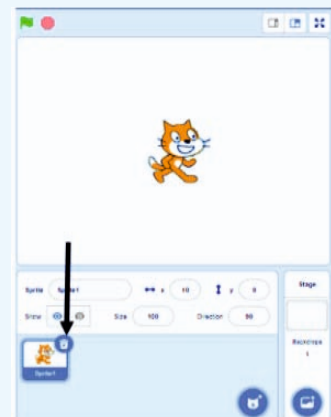 Sprite Sprite1 x 10 y 0
Show Size 100 Direction 90
Stage
Sprite1
Backdrops
1